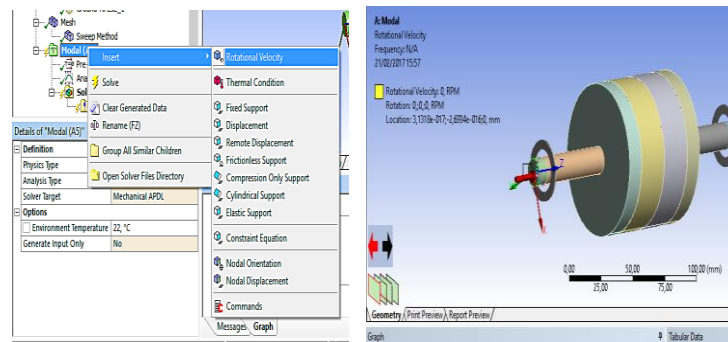 Mesh
Sweep Method
Modal (A
Insert
Solve
Clear Generated Data
Rename (F2)
Group All Similar Children
Open Solver Files Directory
Rotational Velocity
Thermal Condition
Fixed Support
Displacement
Remote Displacement
Frictionless Support
Compression Only Support
Cylindrical Support
Elastic Support
Constraint Equation
Nodal Orientation
Nodal Displacement
Commands
Details of "Modal (A5)"
Definition
Physics Type
Analysis Type
Solver Target Mechanical APDL
Options
Environment Temperature 22, °C
Generate Input Only No
Messages Graph
A: Modal
Rotational Velocity
Frequency: N/A
21/02/2017 15:57
Rotational Velocity: 0, RPM
Rotation: 0,;0,;0, RPM
Location: 3,1318e-017;-2,6994e-016;0, mm
Z
X
0,00 50,00 100,00 (mm)
25,00 75,00
Geometry Print Preview Report Preview
Graph Tabular Data